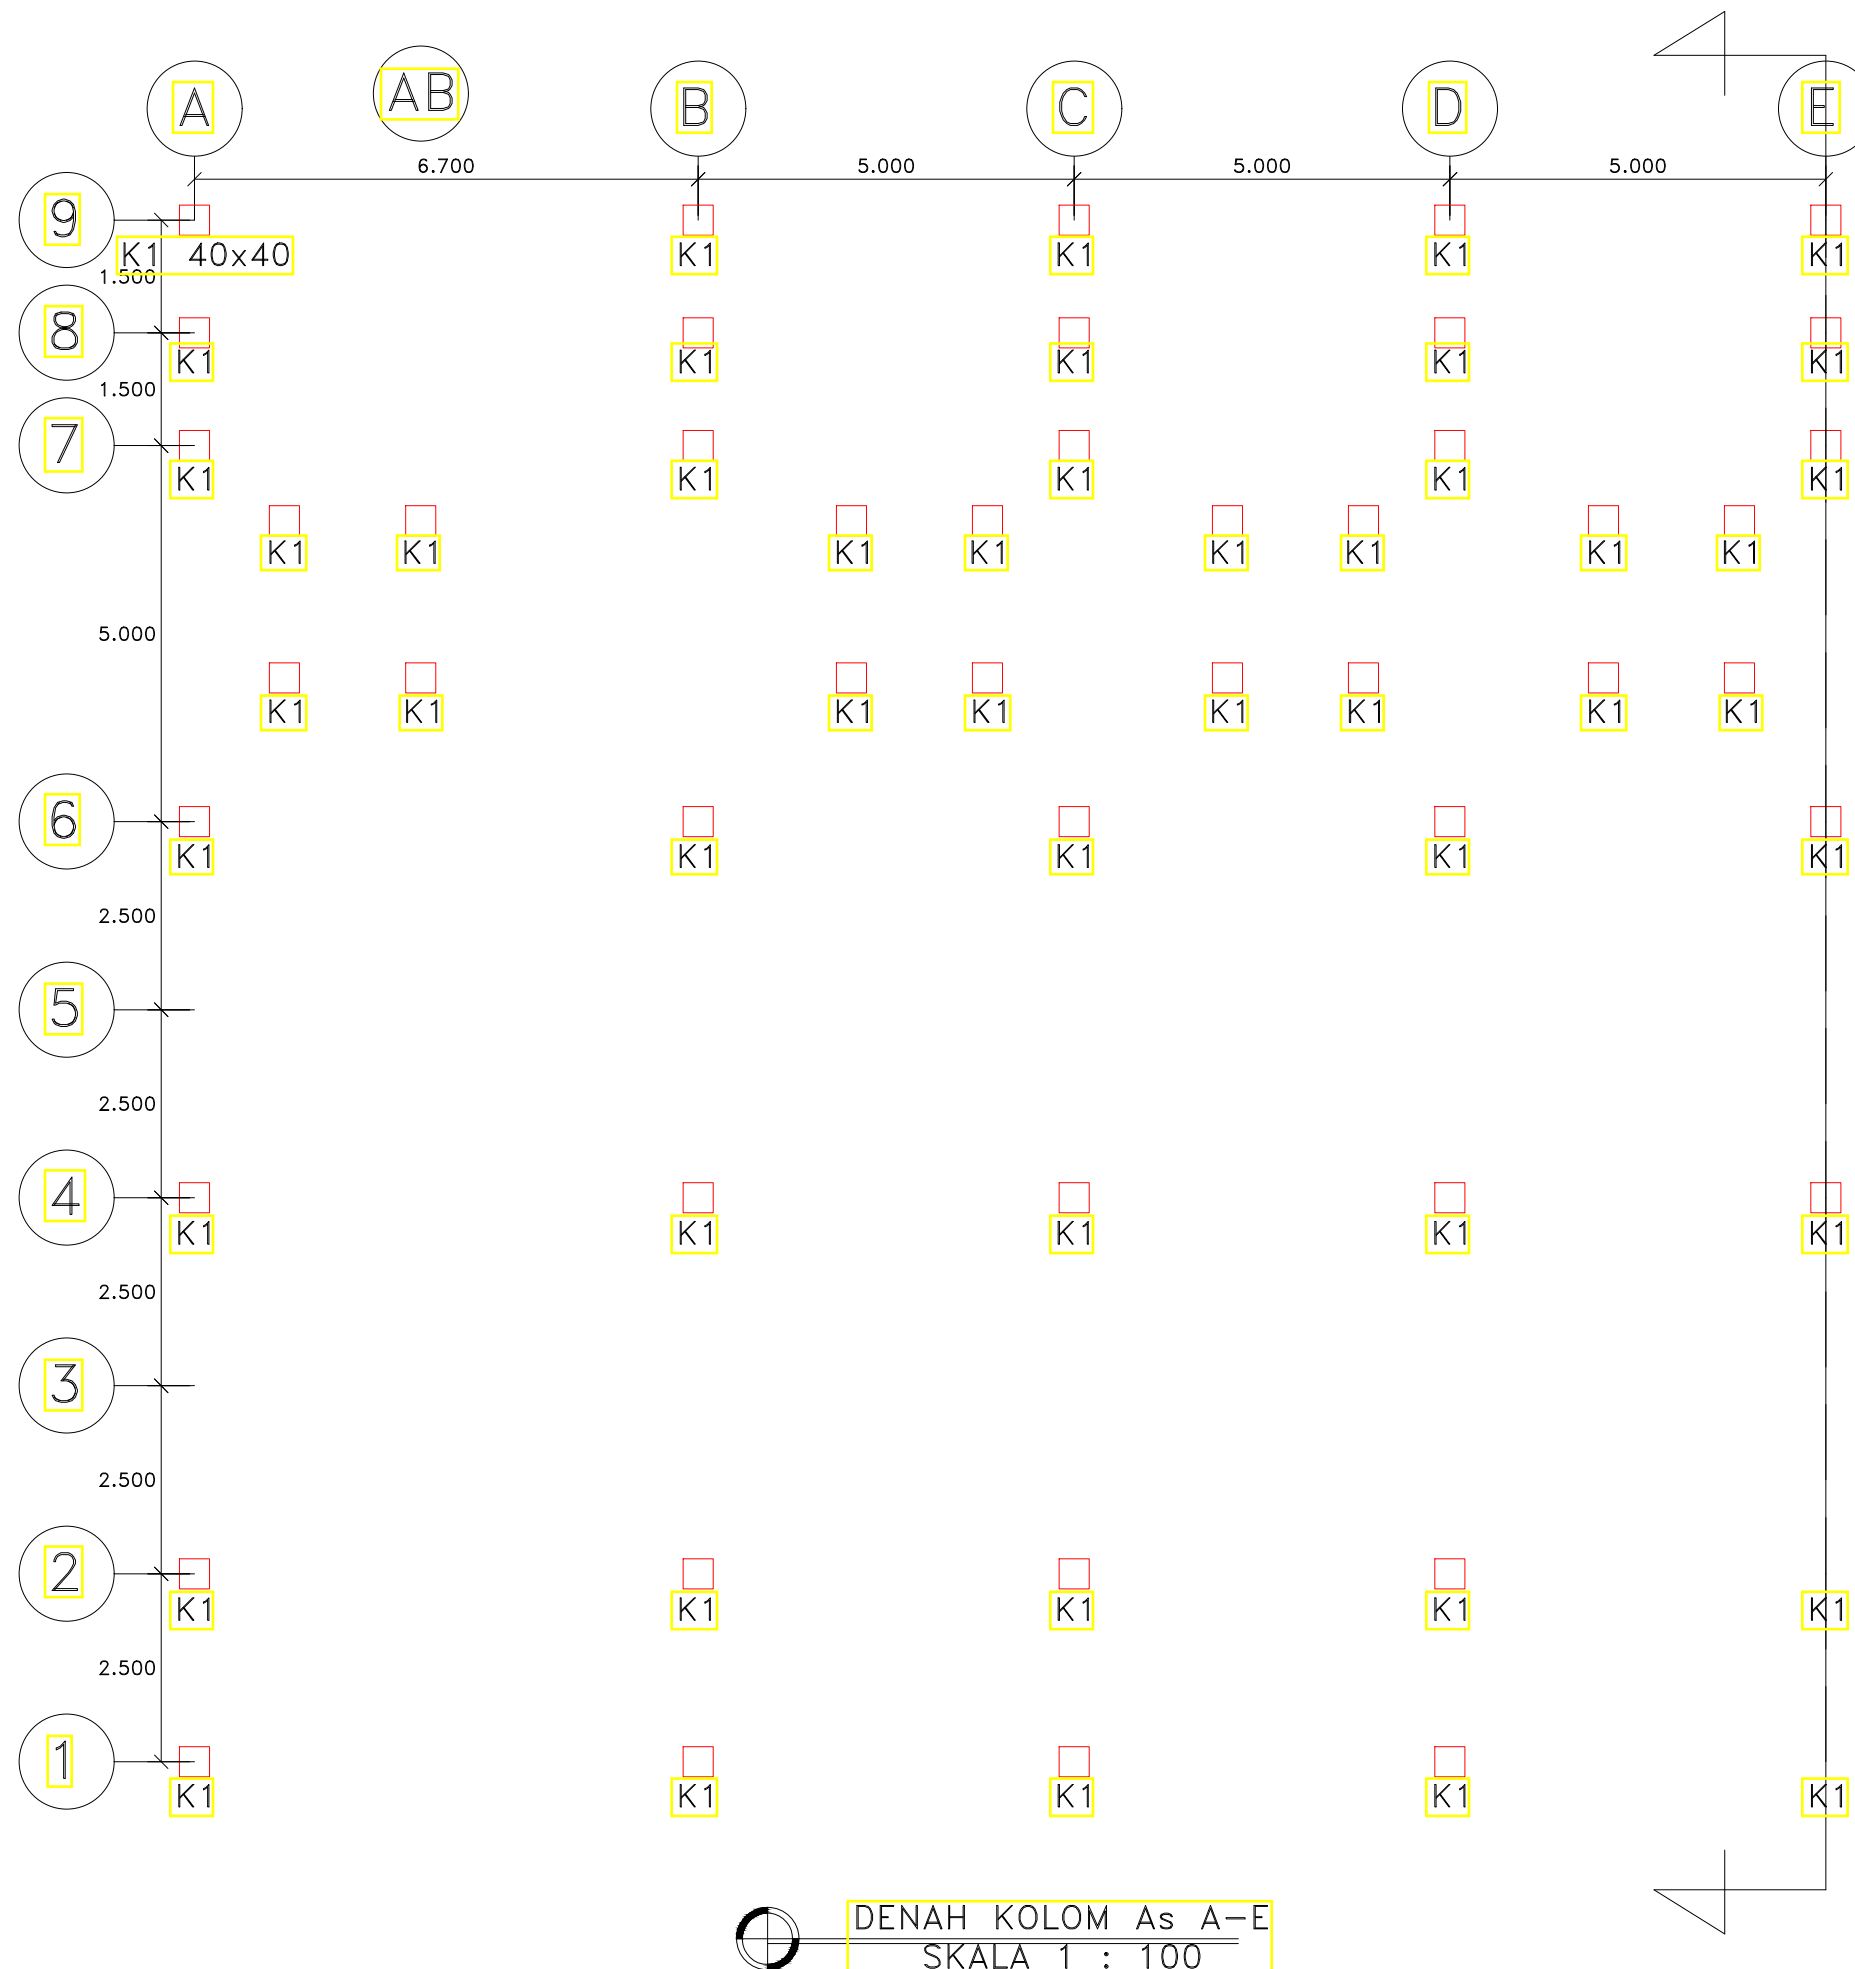 A AB B C D E
6.700 5.000 5.000 5.000
9
K1 40x40 K1 K1 K1 K1
1.500
8
K1 K1 K1 K1 K1
1.500
7
K1 K1 K1 K1 K1
K1 K1 K1 K1 K1 K1 K1 K1
5.000
K1 K1 K1 K1 K1 K1 K1 K1
6
K1 K1 K1 K1 K1
2.500
5
2.500
4
K1 K1 K1 K1 K1
2.500
3
2.500
2
K1 K1 K1 K1 K1
2.500
1
K1 K1 K1 K1 K1
DENAH KOLOM As A-E
SKALA 1 : 100